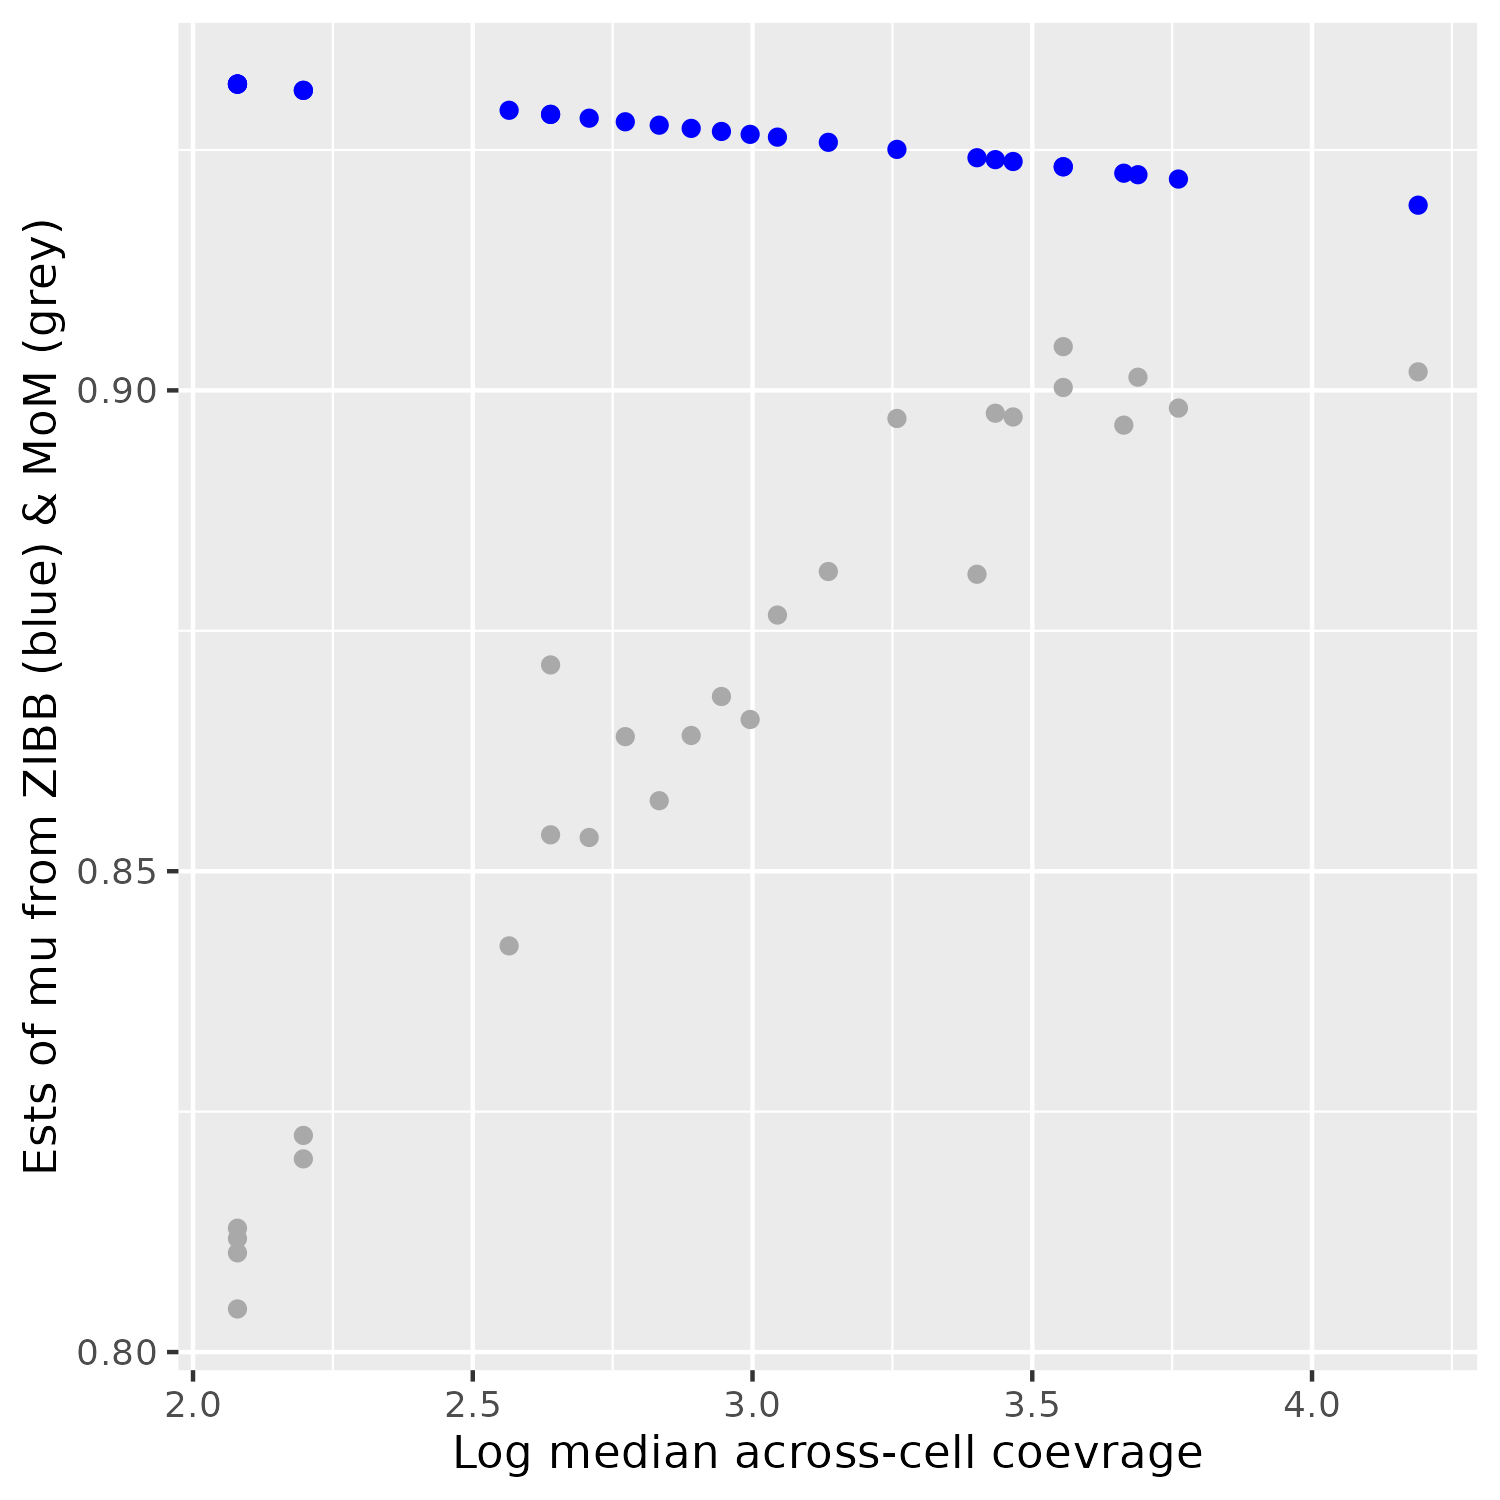 Ests of mu from ZIBB (blue) & MoM (grey)
0.90
0.85
0.80
2.0 2.5 3.0 3.5 4.0
Log median across-cell coevrage